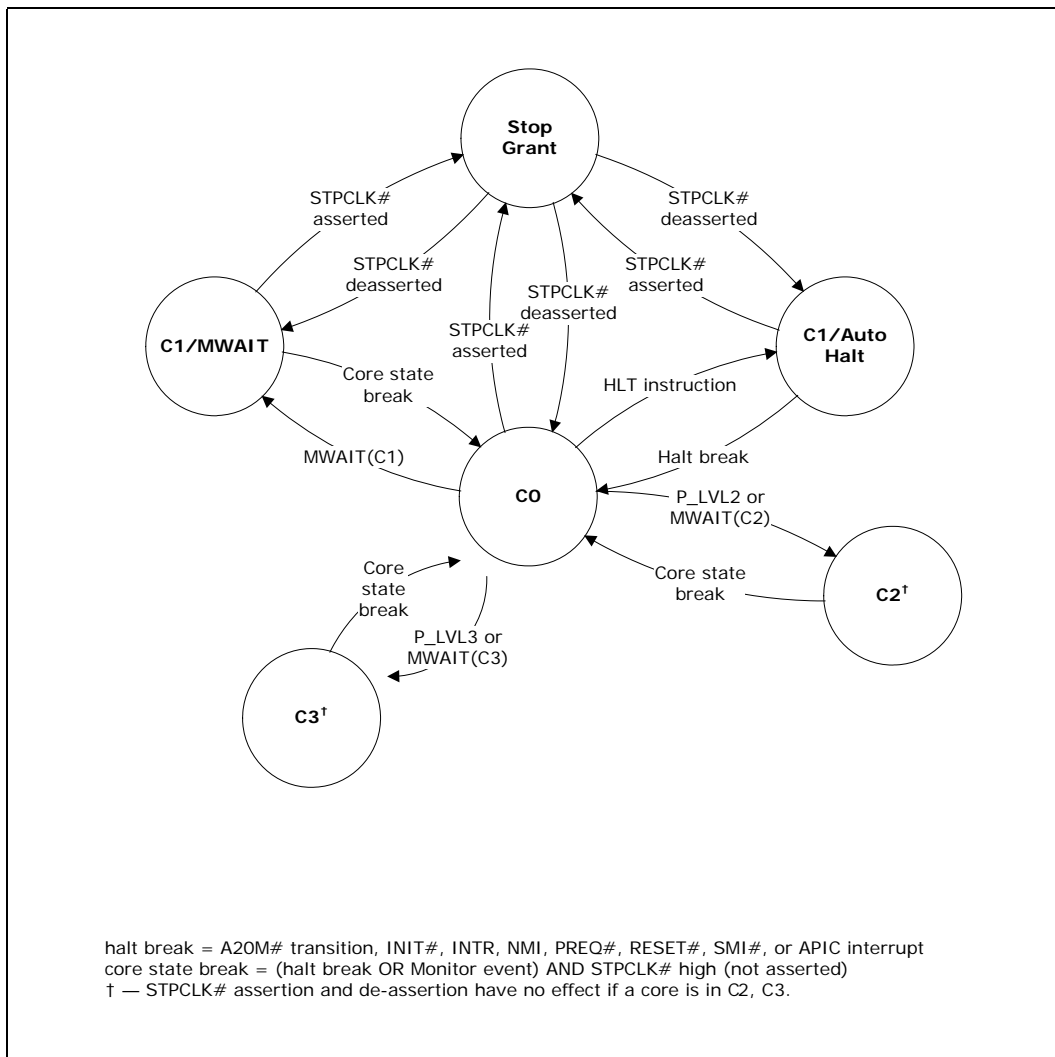 Stop
Grant
STPCLK#
asserted
STPCLK#
deasserted
STPCLK#
deasserted
STPCLK#
asserted
STPCLK#
deasserted
STPCLK#
asserted
C1/MWAIT
C1/Auto
Halt
Core state
break
HLT instruction
MWAIT(C1)
Halt break
C0
P_LVL2 or
MWAIT(C2)
Core
state
break
Core state
break
C2†
P_LVL3 or
MWAIT(C3)
C3†
halt break = A20M# transition, INIT#, INTR, NMI, PREQ#, RESET#, SMI#, or APIC interrupt
core state break = (halt break OR Monitor event) AND STPCLK# high (not asserted)
† — STPCLK# assertion and de-assertion have no effect if a core is in C2, C3.